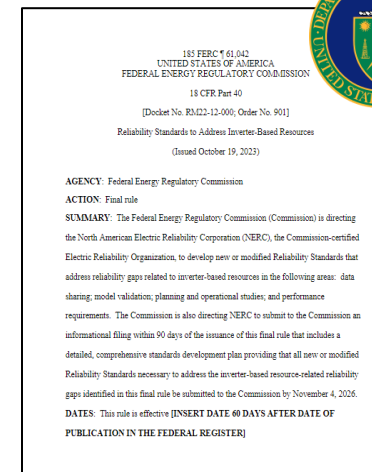 185 FERC ¶ 61,042
UNITED STATES OF AMERICA
FEDERAL ENERGY REGULATORY COMMISSION
18 CFR Part 40
[Docket No. RM22-12-000; Order No. 901]
Reliability Standards to Address Inverter-Based Resources
(Issued October 19, 2023)
AGENCY: Federal Energy Regulatory Commission
ACTION: Final rule
SUMMARY: The Federal Energy Regulatory Commission (Commission) is directing
the North American Electric Reliability Corporation (NERC), the Commission-certified
Electric Reliability Organization, to develop new or modified Reliability Standards that
address reliability gaps related to inverter-based resources in the following areas: data
sharing; model validation; planning and operational studies; and performance
requirements. The Commission is also directing NERC to submit to the Commission an
informational filing within 90 days of the issuance of this final rule that includes a
detailed, comprehensive standards development plan providing that all new or modified
Reliability Standards necessary to address the inverter-based resource-related reliability
gaps identified in this final rule be submitted to the Commission by November 4, 2026.
DATES: This rule is effective [INSERT DATE 60 DAYS AFTER DATE OF
PUBLICATION IN THE FEDERAL REGISTER]